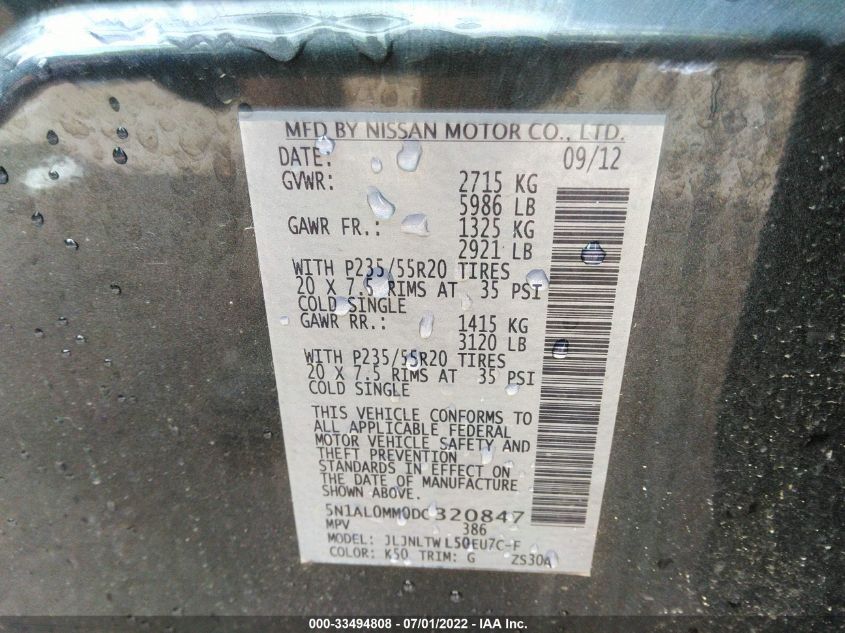 MFD BY NISSAN MOTOR CO., LTD.
DATE: 09/12
GVWR: 2715 KG
5986 LB
GAWR FR.: 1325 KG
2921 LB
WITH P235/55R20 TIRES
20 X 7.5 RIMS AT 35 PSI
COLD SINGLE
GAWR RR.: 1415 KG
3120 LB
WITH P235/55R20 TIRES
20 X 7.5 RIMS AT 35 PSI
COLD SINGLE
THIS VEHICLE CONFORMS TO
ALL APPLICABLE FEDERAL
MOTOR VEHICLE SAFETY AND
THEFT PREVENTION
STANDARDS IN EFFECT ON
THE DATE OF MANUFACTURE
SHOWN ABOVE.
5N1AL0MM0DC320847
MPV 386
MODEL: JLJNLTWL50EU7C-F
COLOR: K50 TRIM: G ZS30A
000-33494808 - 07/01/2022 - IAA Inc.